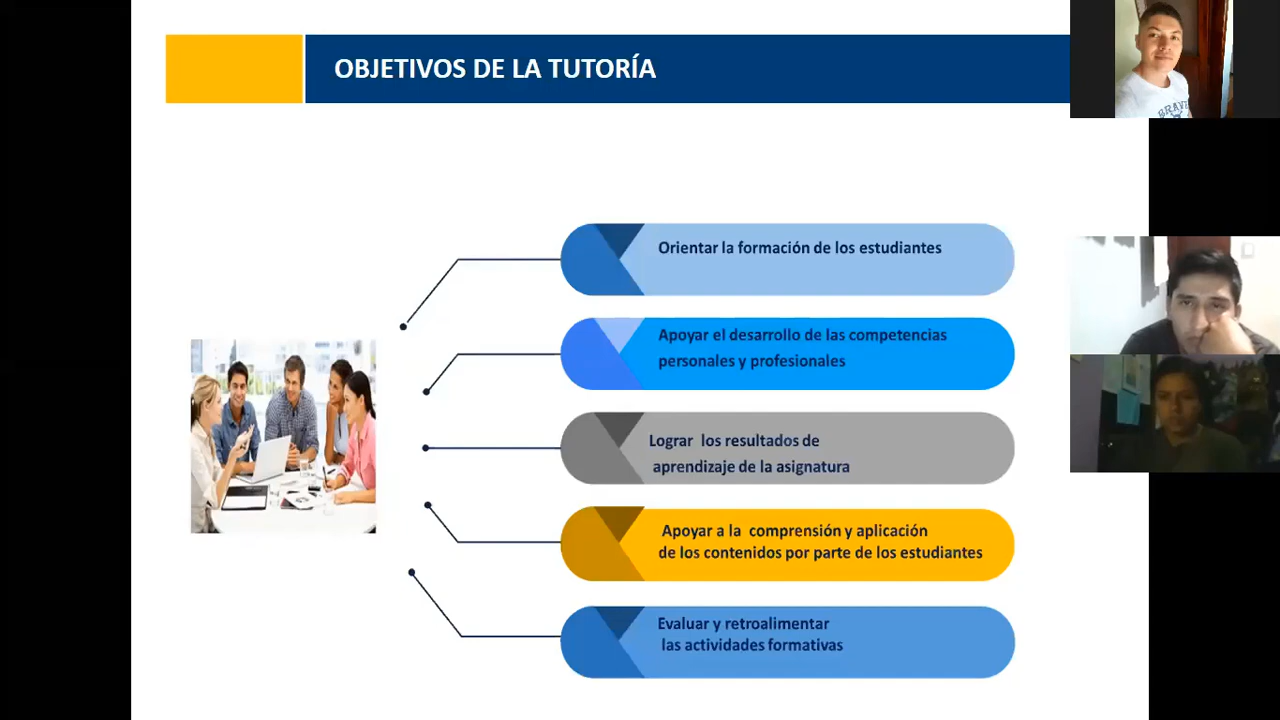 OBJETIVOS DE LA TUTORÍA
Orientar la formación de los estudiantes
Apoyar el desarrollo de las competencias
personales y profesionales
Lograr los resultados de
aprendizaje de la asignatura
Apoyar a la comprensión y aplicación
de los contenidos por parte de los estudiantes
Evaluar y retroalimentar
las actividades formativas
BRAVE